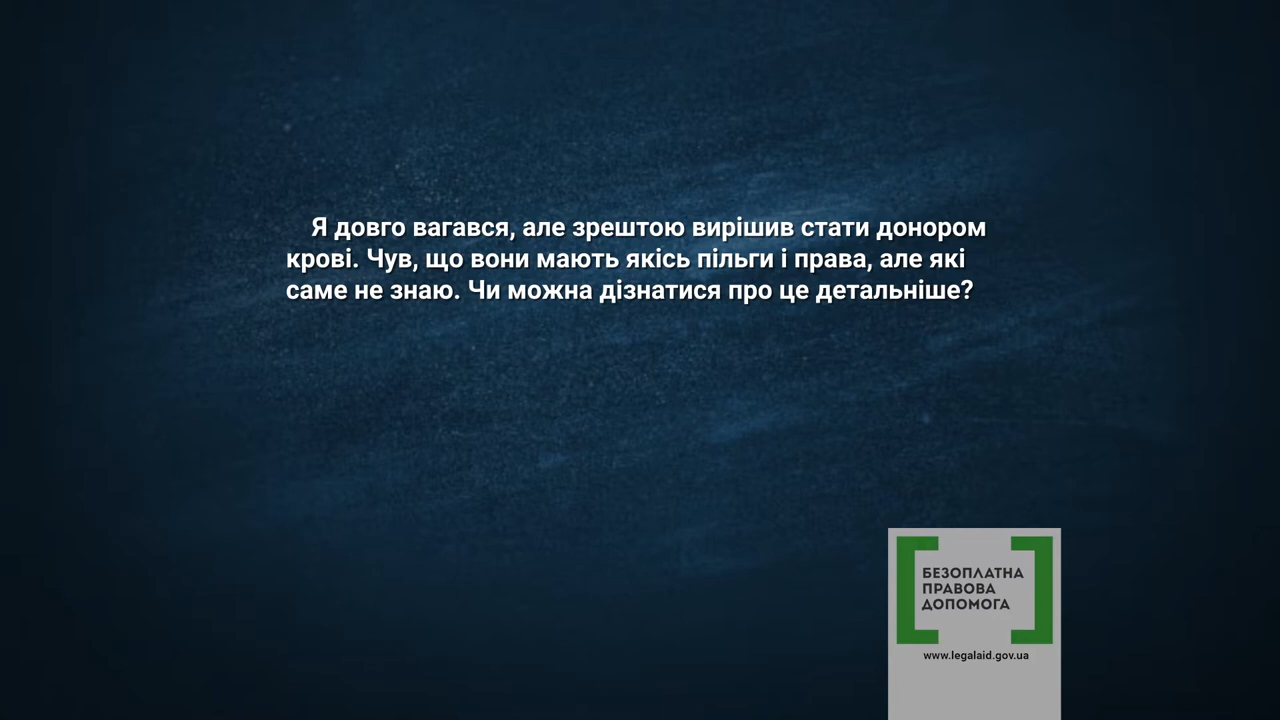 Я довго вагався, але зрештою вирішив стати донором
крові. Чув, що вони мають якісь пільги і права, але які
саме не знаю. Чи можна дізнатися про це детальніше?
БЕЗОПЛАТНА
ПРАВОВА
ДОПОМОГА
www.legalaid.gov.ua